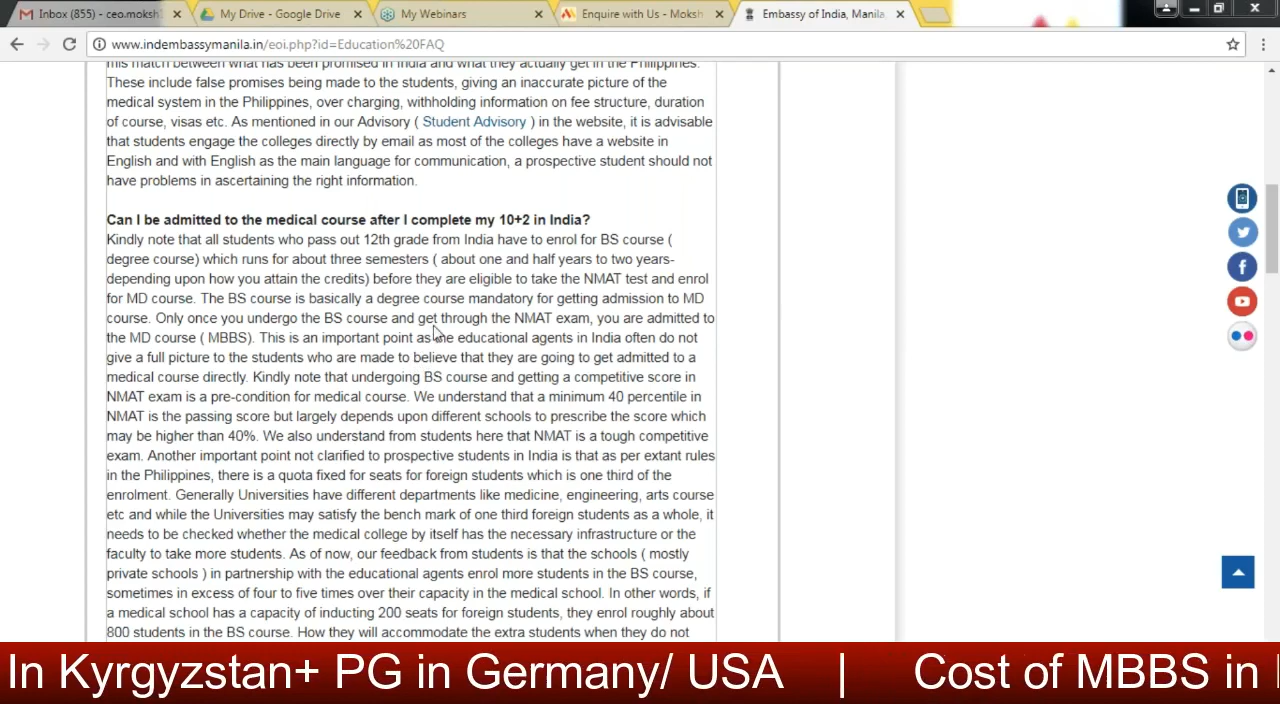 Inbox (855) - ceo.moksh
My Drive - Google Drive
My Webinars
Enquire with Us - Moksh
Embassy of India, Manila,
www.indembassymanila.in/eoi.php?id=Education%20FAQ
mis match between what has been promised in India and what they actually get in the Philippines.
These include false promises being made to the students, giving an inaccurate picture of the
medical system in the Philippines, over charging, withholding information on fee structure, duration
of course, visas etc. As mentioned in our Advisory ( Student Advisory ) in the website, it is advisable
that students engage the colleges directly by email as most of the colleges have a website in
English and with English as the main language for communication, a prospective student should not
have problems in ascertaining the right information.
Can I be admitted to the medical course after I complete my 10+2 in India?
Kindly note that all students who pass out 12th grade from India have to enrol for BS course (
degree course) which runs for about three semesters ( about one and half years to two years-
depending upon how you attain the credits) before they are eligible to take the NMAT test and enrol
for MD course. The BS course is basically a degree course mandatory for getting admission to MD
course. Only once you undergo the BS course and get through the NMAT exam, you are admitted to
the MD course ( MBBS). This is an important point as the educational agents in India often do not
give a full picture to the students who are made to believe that they are going to get admitted to a
medical course directly. Kindly note that undergoing BS course and getting a competitive score in
NMAT exam is a pre-condition for medical course. We understand that a minimum 40 percentile in
NMAT is the passing score but largely depends upon different schools to prescribe the score which
may be higher than 40%. We also understand from students here that NMAT is a tough competitive
exam. Another important point not clarified to prospective students in India is that as per extant rules
in the Philippines, there is a quota fixed for seats for foreign students which is one third of the
enrolment. Generally Universities have different departments like medicine, engineering, arts course
etc and while the Universities may satisfy the bench mark of one third foreign students as a whole, it
needs to be checked whether the medical college by itself has the necessary infrastructure or the
faculty to take more students. As of now, our feedback from students is that the schools ( mostly
private schools ) in partnership with the educational agents enrol more students in the BS course,
sometimes in excess of four to five times over their capacity in the medical school. In other words, if
a medical school has a capacity of inducting 200 seats for foreign students, they enrol roughly about
800 students in the BS course. How they will accommodate the extra students when they do not
In Kyrgyzstan+ PG in Germany/ USA | Cost of MBBS in